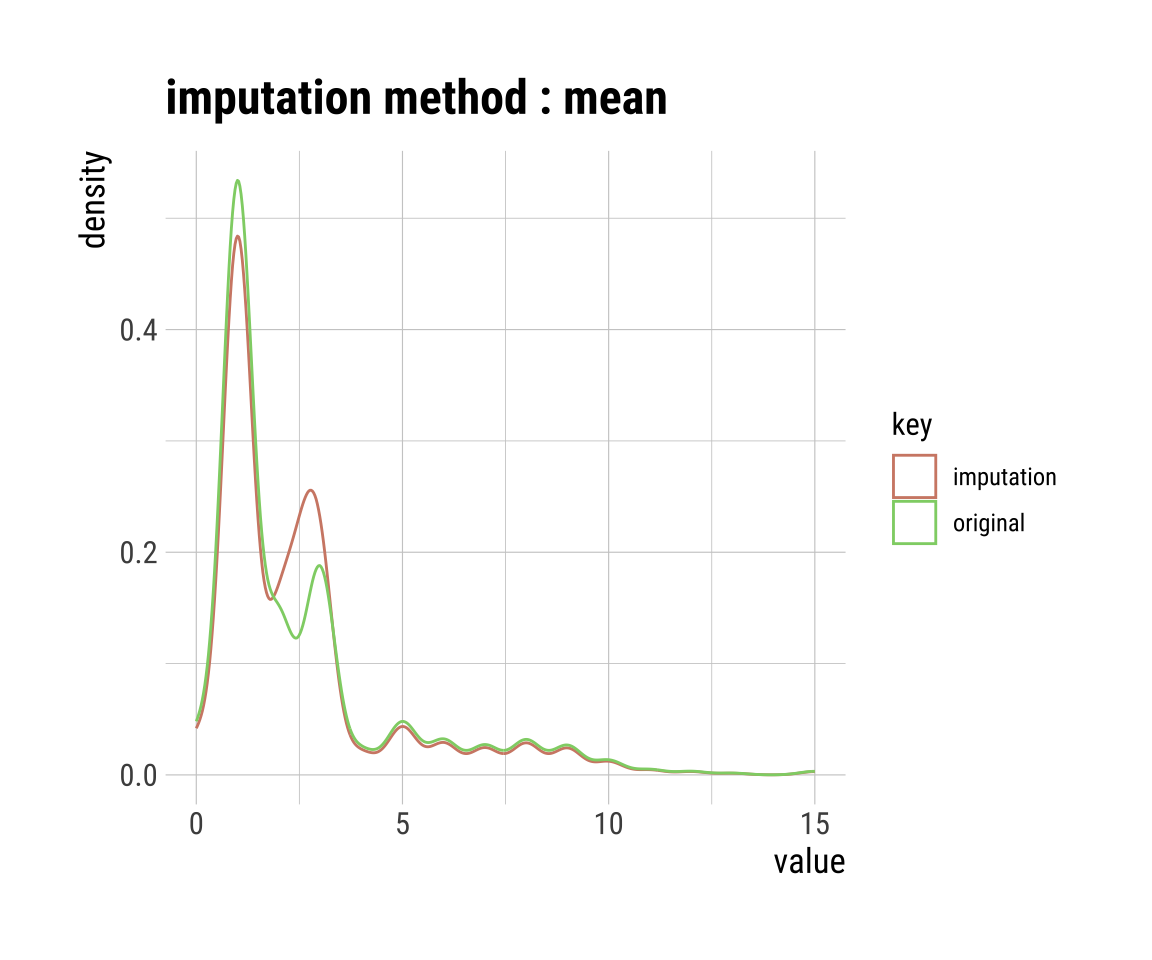 imputation method : mean
density
0.4
0.2
0.0
0 5 10 15
value
key
imputation
original